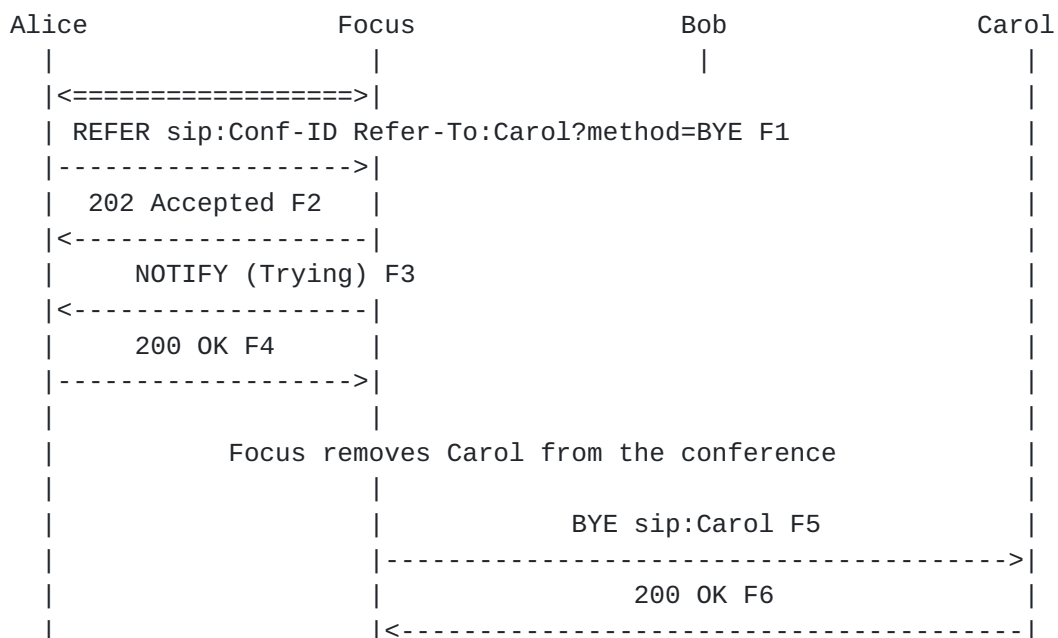 Alice Focus Bob Carol
| | | |
|<==================>| |
| REFER sip:Conf-ID Refer-To:Carol?method=BYE F1 |
|------------------->| |
| 202 Accepted F2 | |
|<-------------------| |
| NOTIFY (Trying) F3 |
|<-------------------| |
| 200 OK F4 | |
|------------------->| |
| | |
| Focus removes Carol from the conference |
| | |
| | BYE sip:Carol F5 |
| |---------------------------------------->|
| | 200 OK F6 |
| |<----------------------------------------|